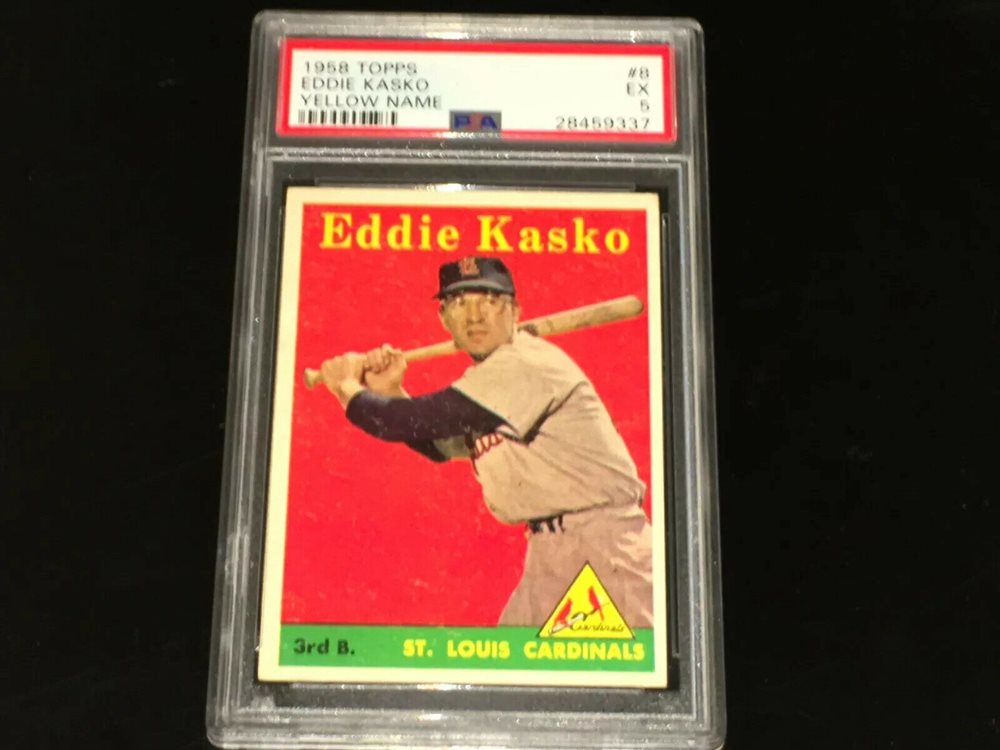 1958 TOPPS #8
EDDIE KASKO EX
YELLOW NAME 5
28459337
Eddie Kasko
Cardinals
3rd B. ST. LOUIS CARDINALS